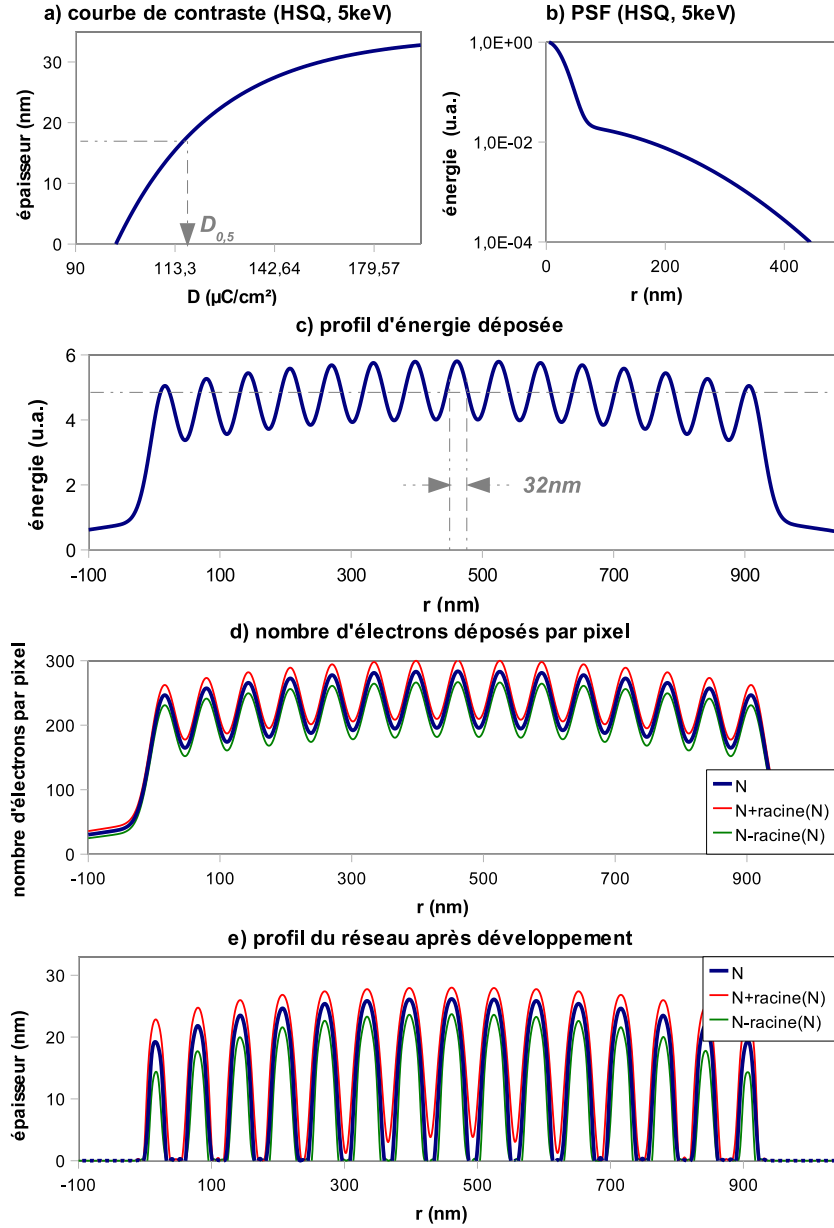 a) courbe de contraste (HSQ, 5keV)
épaisseur (nm)
30
20
10
0
D0,5
90
113,3
142,64
179,57
D (µC/cm²)
b) PSF (HSQ, 5keV)
énergie (u.a.)
1,0E+00
1,0E-02
1,0E-04
0
200
400
r (nm)
c) profil d'énergie déposée
énergie (u.a.)
6
4
2
0
32nm
-100
100
300
500
700
900
r (nm)
d) nombre d'électrons déposés par pixel
nombre d'électrons par pixel
300
200
100
0
N
N+racine(N)
N-racine(N)
-100
100
300
500
700
900
r (nm)
e) profil du réseau après développement
épaisseur (nm)
30
20
10
0
N
N+racine(N)
N-racine(N)
-100
100
300
500
700
900
r (nm)